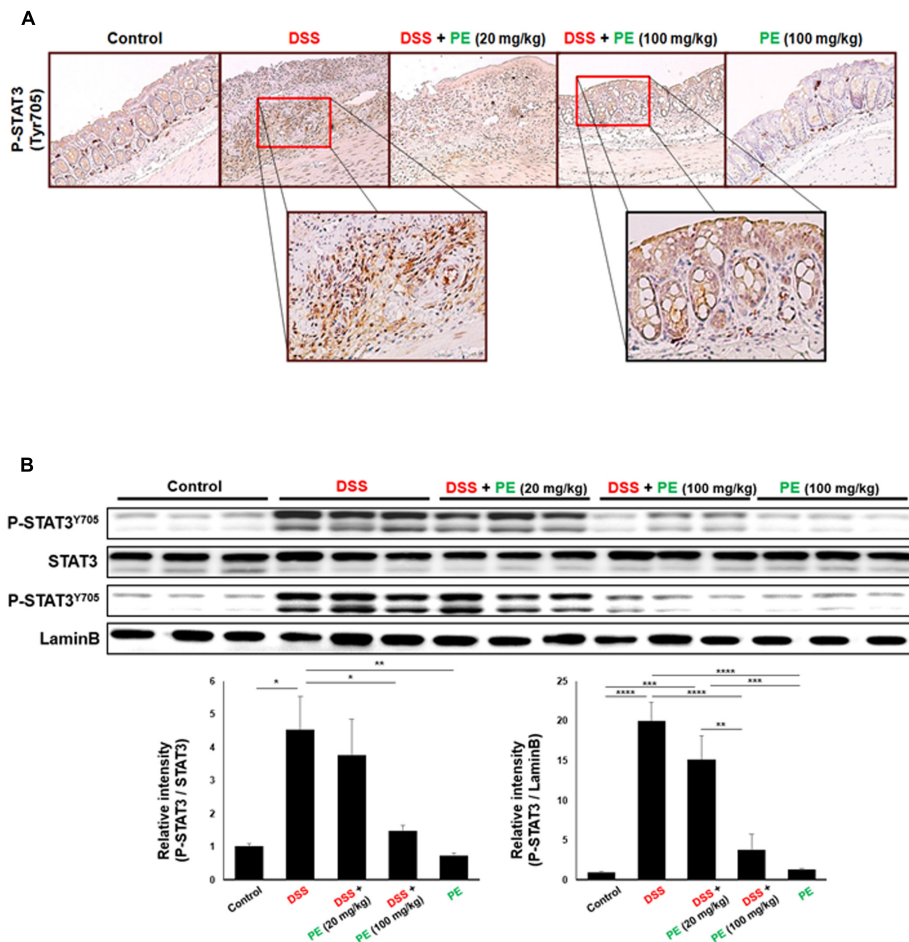 A
Control
DSS
DSS + PE (20 mg/kg)
DSS + PE (100 mg/kg)
PE (100 mg/kg)
P-STAT3
(Tyr705)
B
Control
DSS
DSS + PE (20 mg/kg)
DSS + PE (100 mg/kg)
PE (100 mg/kg)
P-STAT3Y705
STAT3
P-STAT3Y705
LaminB
Relative intensity
(P-STAT3 / STAT3)
6
5
4
3
2
1
0
*
*
**
Control
DSS
DSS +
PE (20 mg/kg)
DSS +
PE (100 mg/kg)
PE
Relative intensity
(P-STAT3 / LaminB)
25
20
15
10
5
0
****
***
***
****
****
**
Control
DSS
DSS +
PE (20 mg/kg)
DSS +
PE (100 mg/kg)
PE